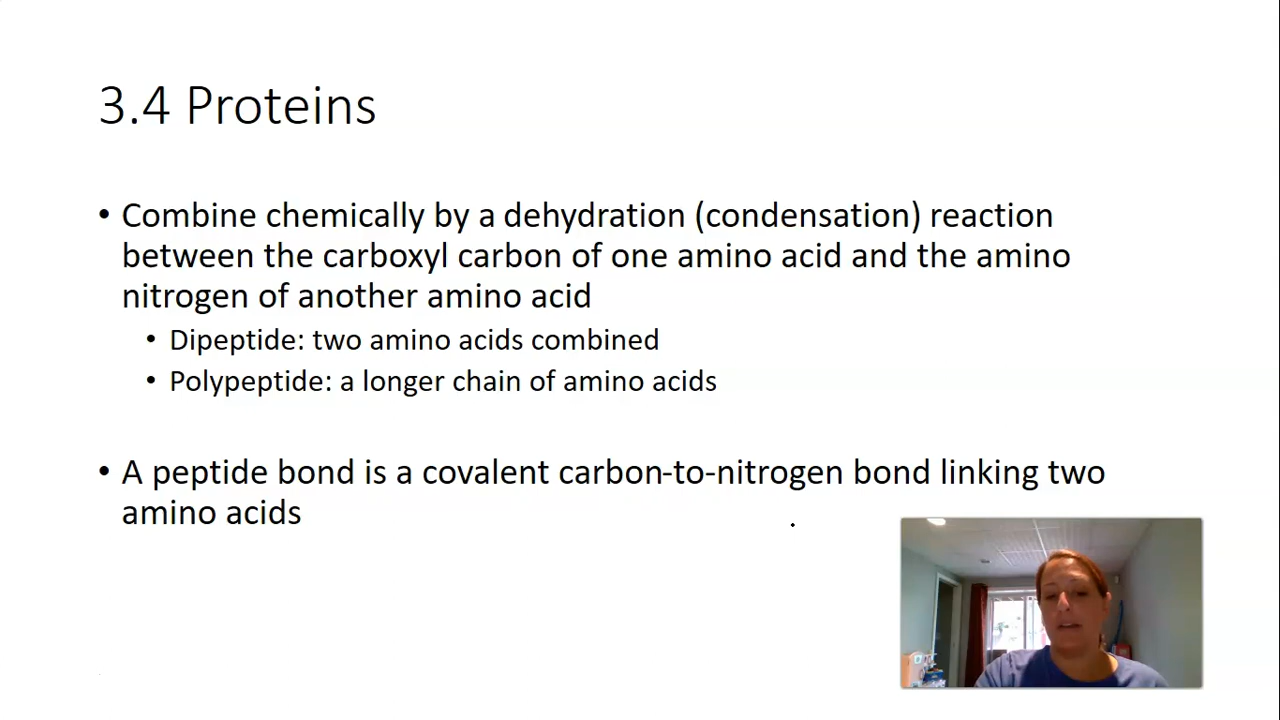 3.4 Proteins
• Combine chemically by a dehydration (condensation) reaction
between the carboxyl carbon of one amino acid and the amino
nitrogen of another amino acid
• Dipeptide: two amino acids combined
• Polypeptide: a longer chain of amino acids
• A peptide bond is a covalent carbon-to-nitrogen bond linking two
amino acids